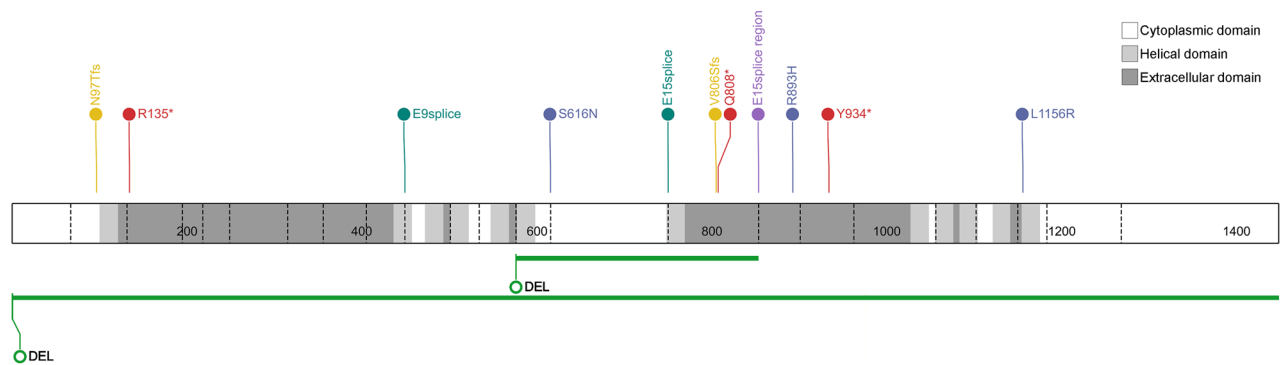 Cytoplasmic domain
Helical domain
Extracellular domain
N97Tfs
R135*
E9splice
S616N
E15splice
V806Sfs
Q808*
E15splice region
R893H
Y934*
L1156R
200
400
600
800
1000
1200
1400
DEL
DEL